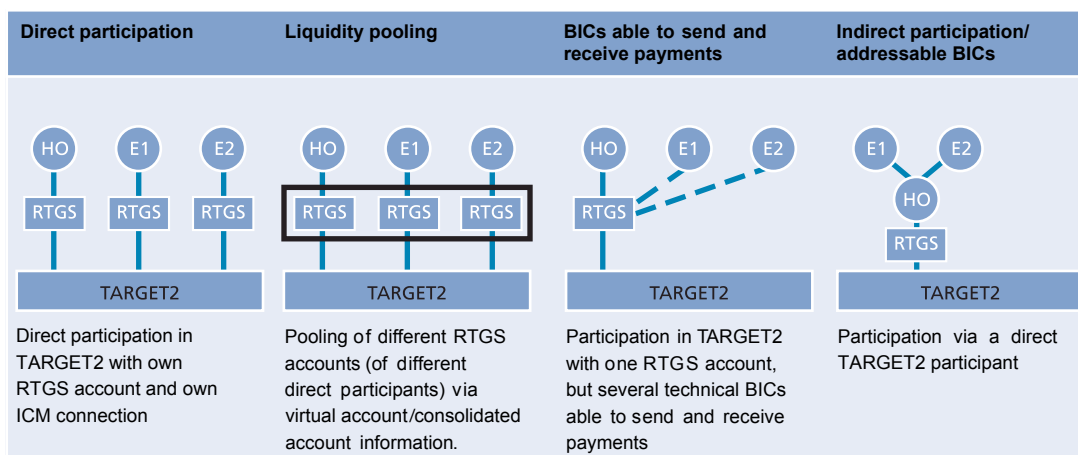 Direct participation
Liquidity pooling
BICs able to send and
receive payments
Indirect participation/
addressable BICs
HO
E1
E2
RTGS
RTGS
RTGS
TARGET2
HO
E1
E2
RTGS
RTGS
RTGS
TARGET2
HO
E1
E2
RTGS
TARGET2
E1
E2
HO
RTGS
TARGET2
Direct participation in
TARGET2 with own
RTGS account and own
ICM connection
Pooling of different RTGS
accounts (of different
direct participants) via
virtual account/consolidated
account information.
Participation in TARGET2
with one RTGS account,
but several technical BICs
able to send and receive
payments
Participation via a direct
TARGET2 participant